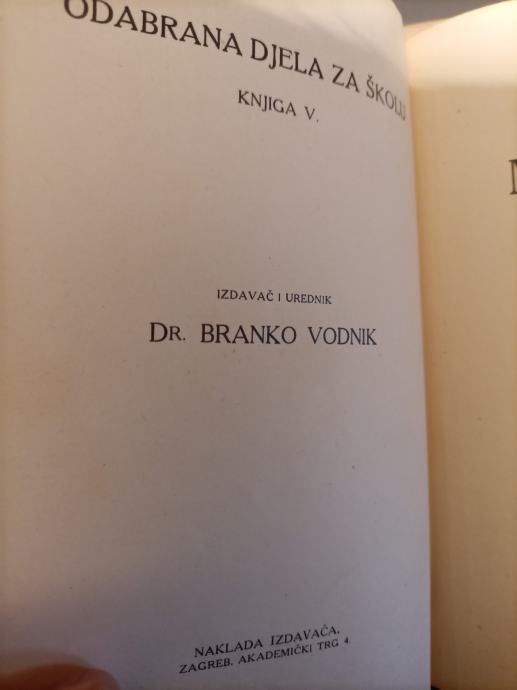 ODABRANA DJELA ZA ŠKOLU
KNJIGA V.
IZDAVAČ I UREDNIK
DR. BRANKO VODNIK
NAKLADA IZDAVAČA.
ZAGREB. AKADEMIČKI TRG 4.